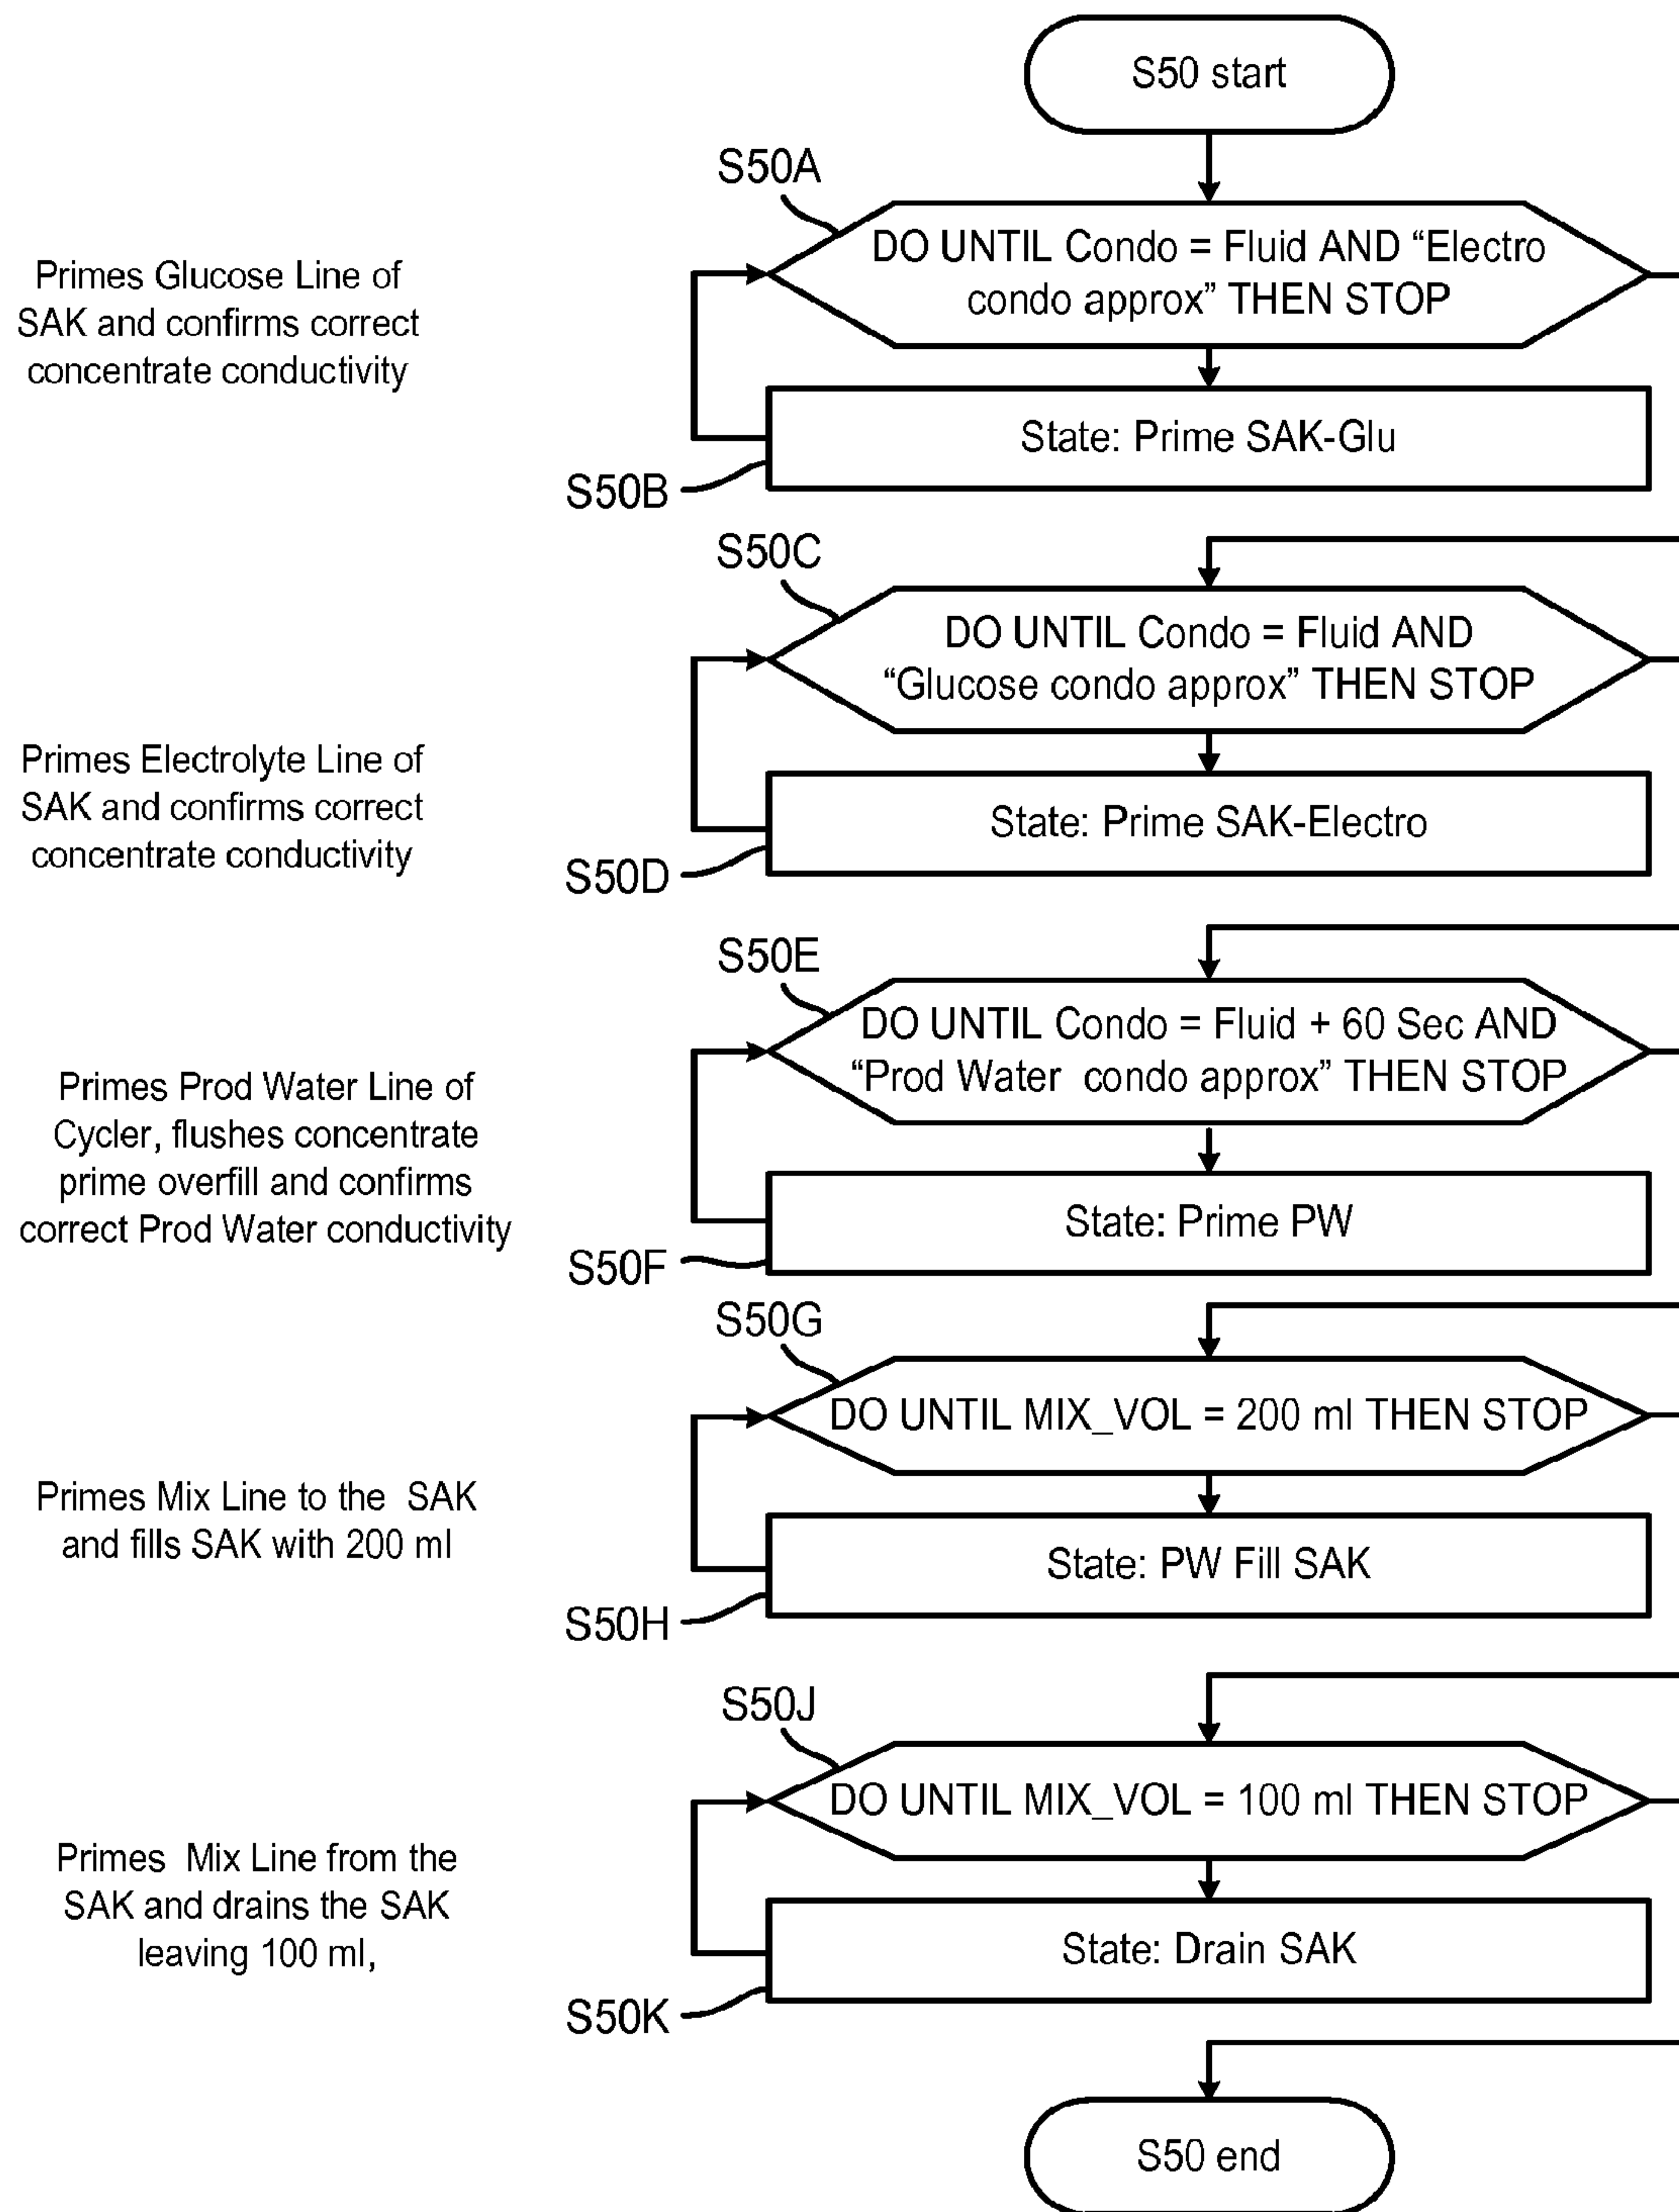 S50 start
S50A
Primes Glucose Line of
SAK and confirms correct
concentrate conductivity
DO UNTIL Condo = Fluid AND “Electro
condo approx” THEN STOP
State: Prime SAK-Glu
S50B
S50C
DO UNTIL Condo = Fluid AND
“Glucose condo approx” THEN STOP
Primes Electrolyte Line of
SAK and confirms correct
concentrate conductivity
State: Prime SAK-Electro
S50D
S50E
DO UNTIL Condo = Fluid + 60 Sec AND
“Prod Water condo approx” THEN STOP
Primes Prod Water Line of
Cycler, flushes concentrate
prime overfill and confirms
correct Prod Water conductivity
State: Prime PW
S50F
S50G
DO UNTIL MIX_VOL = 200 ml THEN STOP
Primes Mix Line to the SAK
and fills SAK with 200 ml
State: PW Fill SAK
S50H
S50J
DO UNTIL MIX_VOL = 100 ml THEN STOP
Primes Mix Line from the
SAK and drains the SAK
leaving 100 ml,
State: Drain SAK
S50K
S50 end